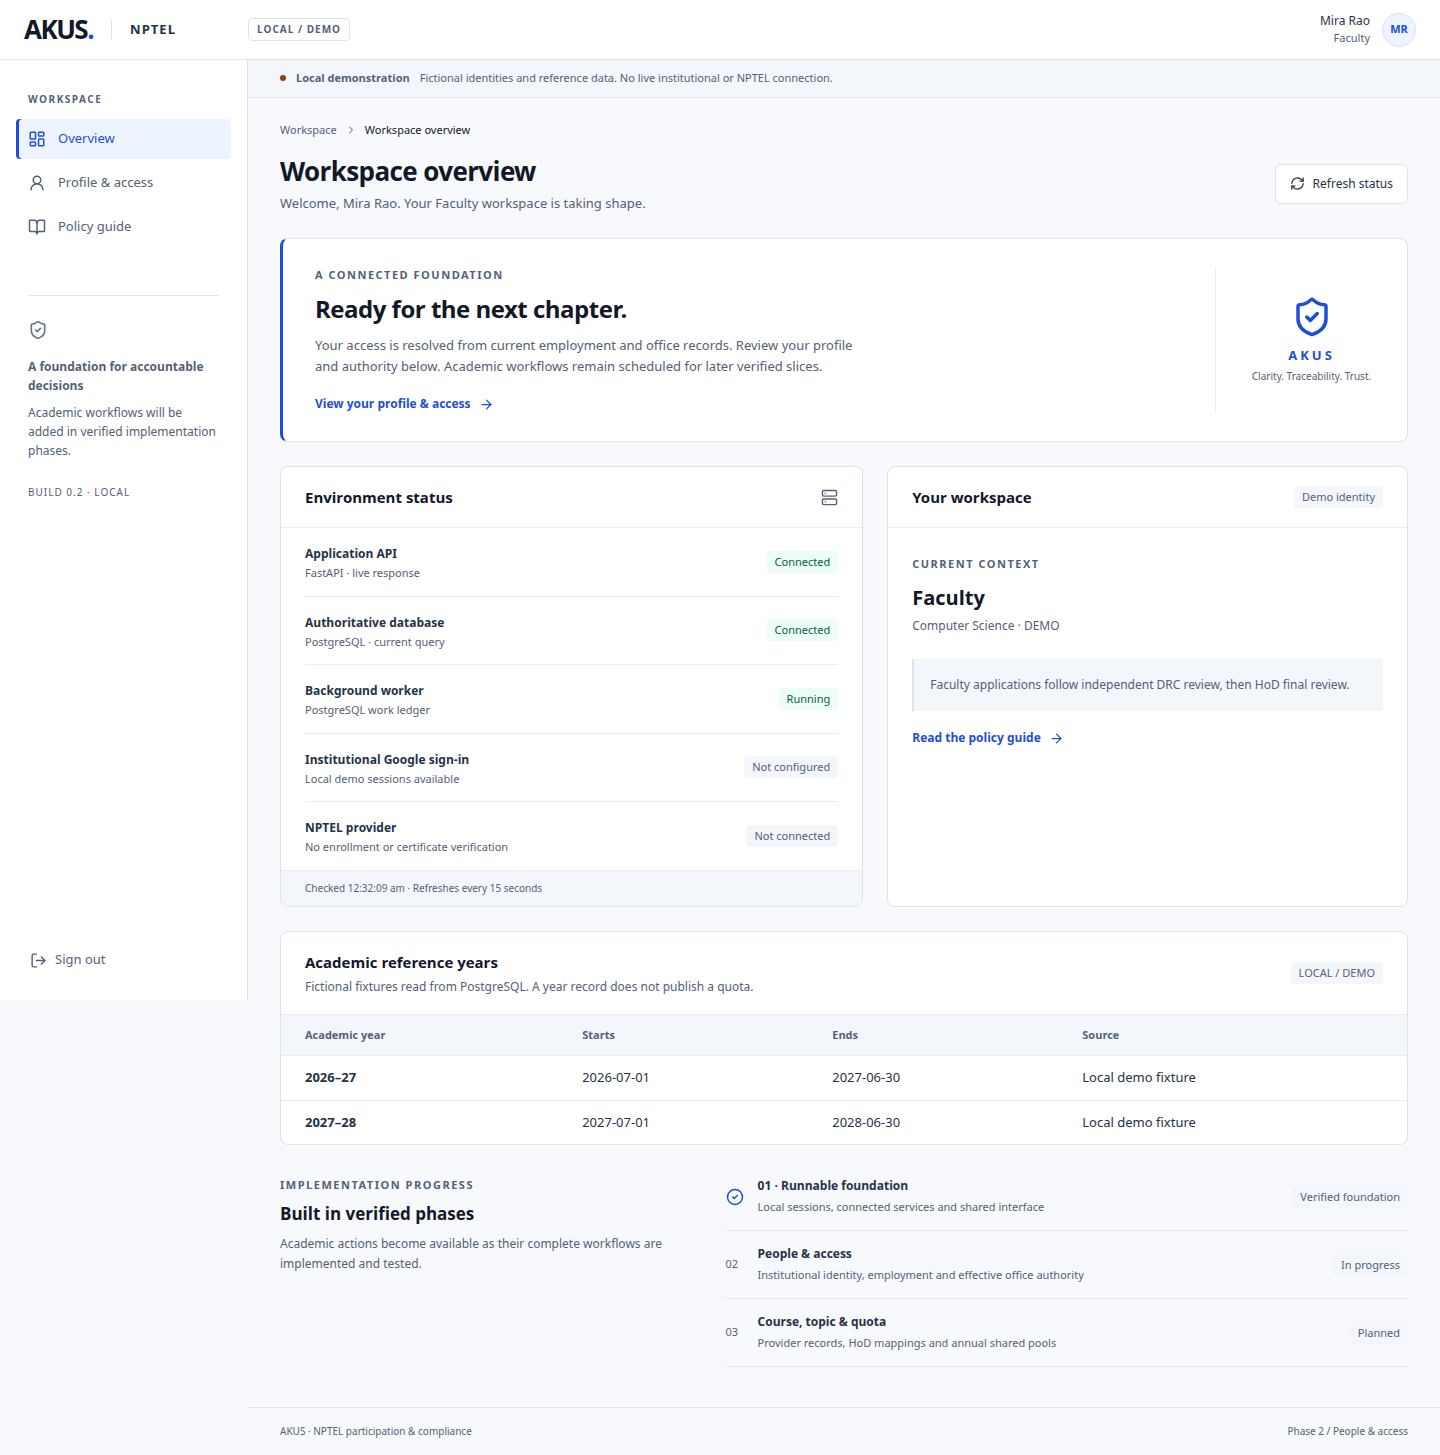 AKUS.
NPTEL
LOCAL / DEMO
Mira Rao
Faculty
MR
WORKSPACE
Overview
Profile & access
Policy guide
A foundation for accountable
decisions
Academic workflows will be
added in verified implementation
phases.
BUILD 0.2 · LOCAL
Sign out
Local demonstration Fictional identities and reference data. No live institutional or NPTEL connection.
Workspace > Workspace overview
Workspace overview
Welcome, Mira Rao. Your Faculty workspace is taking shape.
Refresh status
A CONNECTED FOUNDATION
Ready for the next chapter.
Your access is resolved from current employment and office records. Review your profile
and authority below. Academic workflows remain scheduled for later verified slices.
View your profile & access
AKUS
Clarity. Traceability. Trust.
Environment status
Application API
FastAPI · live response
Connected
Authoritative database
PostgreSQL · current query
Connected
Background worker
PostgreSQL work ledger
Running
Institutional Google sign-in
Local demo sessions available
Not configured
NPTEL provider
No enrollment or certificate verification
Not connected
Checked 12:32:09 am · Refreshes every 15 seconds
Your workspace
Demo identity
CURRENT CONTEXT
Faculty
Computer Science · DEMO
Faculty applications follow independent DRC review, then HoD final review.
Read the policy guide
Academic reference years
Fictional fixtures read from PostgreSQL. A year record does not publish a quota.
LOCAL / DEMO
Academic year Starts Ends Source
2026–27 2026-07-01 2027-06-30 Local demo fixture
2027–28 2027-07-01 2028-06-30 Local demo fixture
IMPLEMENTATION PROGRESS
Built in verified phases
Academic actions become available as their complete workflows are
implemented and tested.
01 · Runnable foundation
Local sessions, connected services and shared interface
Verified foundation
02
People & access
Institutional identity, employment and effective office authority
In progress
03
Course, topic & quota
Provider records, HoD mappings and annual shared pools
Planned
AKUS · NPTEL participation & compliance
Phase 2 / People & access